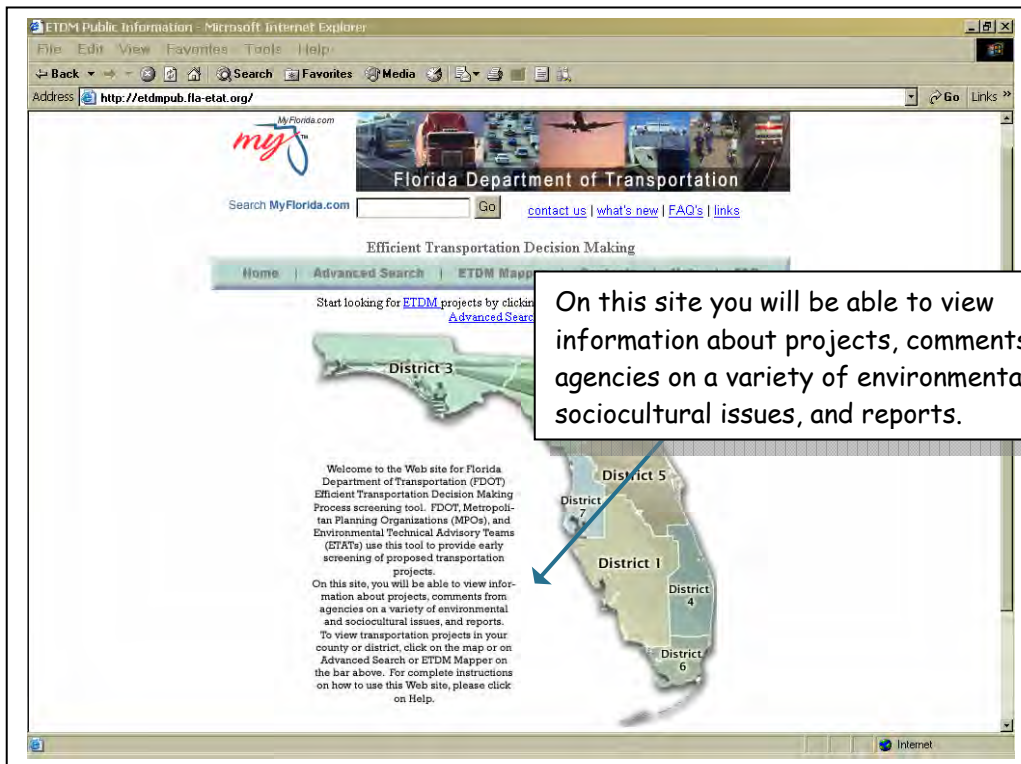 ETDM Public Information - Microsoft Internet Explorer
File Edit View Favorites Tools Help
Back Search Favorites Media
Address http://etdmpub.fla-etat.org/ Go Links »
MyFlorida.com
my
Florida Department of Transportation
Search MyFlorida.com Go contact us | what's new | FAQ's | links
Efficient Transportation Decision Making
Home | Advanced Search | ETDM
Start looking for ETDM projects by
Advanced
On this site you will be able to view
information about projects, comments
agencies on a variety of
sociocultural issues, and reports.
District 3
District 5
District
7
District 1
District
4
District
6
Welcome to the Web site for Florida
Department of Transportation (FDOT)
Efficient Transportation Decision Making
Process screening tool. FDOT, Metropoli-
tan Planning Organizations (MPOs), and
Environmental Technical Advisory Teams
(ETATs) use this tool to provide early
screening of proposed transportation
projects.
On this site, you will be able to view infor-
mation about projects, comments from
agencies on a variety of environmental
and sociocultural issues, and reports.
To view transportation projects in your
county or district, click on the map or on
Advanced Search or ETDM Mapper on
the bar above. For complete instructions
on how to use this Web site, please click
on Help.
Internet